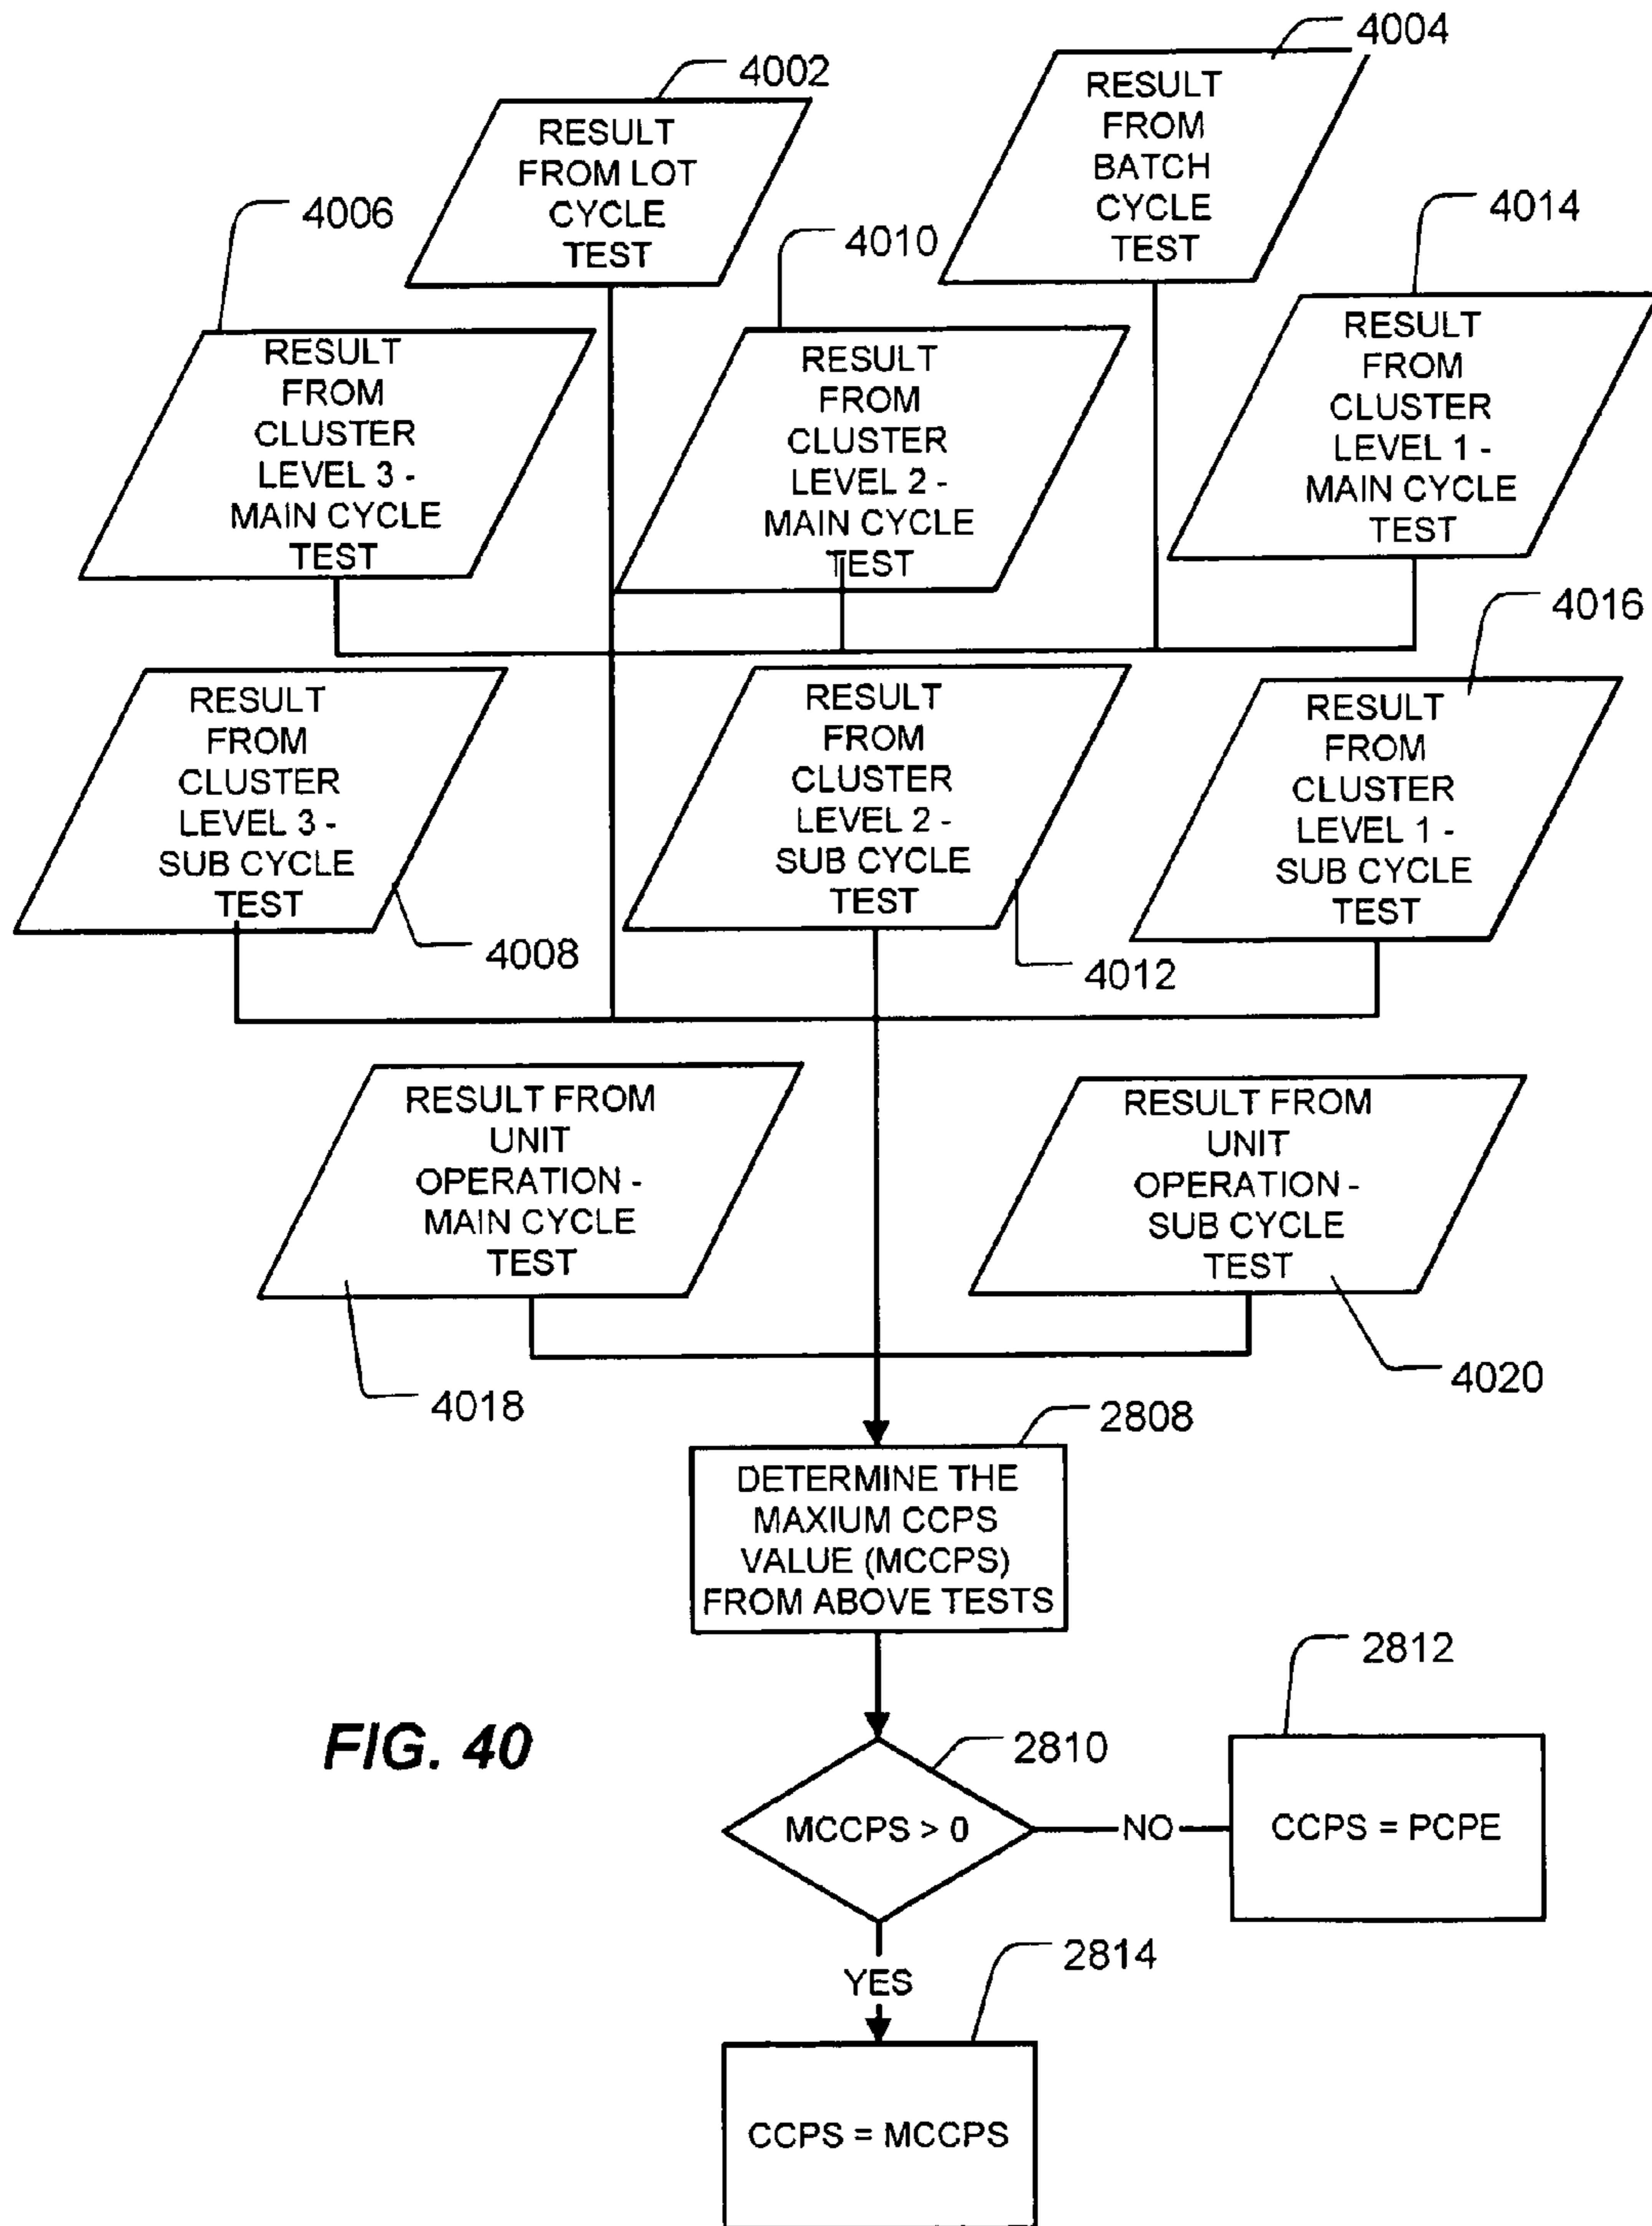 4004
RESULT
FROM
BATCH
CYCLE
TEST
4002
RESULT
FROM LOT
CYCLE
TEST
4006
RESULT
FROM
CLUSTER
LEVEL 3 -
MAIN CYCLE
TEST
4010
RESULT
FROM
CLUSTER
LEVEL 2 -
MAIN CYCLE
TEST
4014
RESULT
FROM
CLUSTER
LEVEL 1 -
MAIN CYCLE
TEST
RESULT
FROM
CLUSTER
LEVEL 3 -
SUB CYCLE
TEST
4008
RESULT
FROM
CLUSTER
LEVEL 2 -
SUB CYCLE
TEST
4012
4016
RESULT
FROM
CLUSTER
LEVEL 1 -
SUB CYCLE
TEST
RESULT FROM
UNIT
OPERATION -
MAIN CYCLE
TEST
4018
RESULT FROM
UNIT
OPERATION -
SUB CYCLE
TEST
4020
2808
DETERMINE THE
MAXIUM CCPS
VALUE (MCCPS)
FROM ABOVE TESTS
FIG. 40
2810
MCCPS > 0
NO
2812
CCPS = PCPE
YES
2814
CCPS = MCCPS